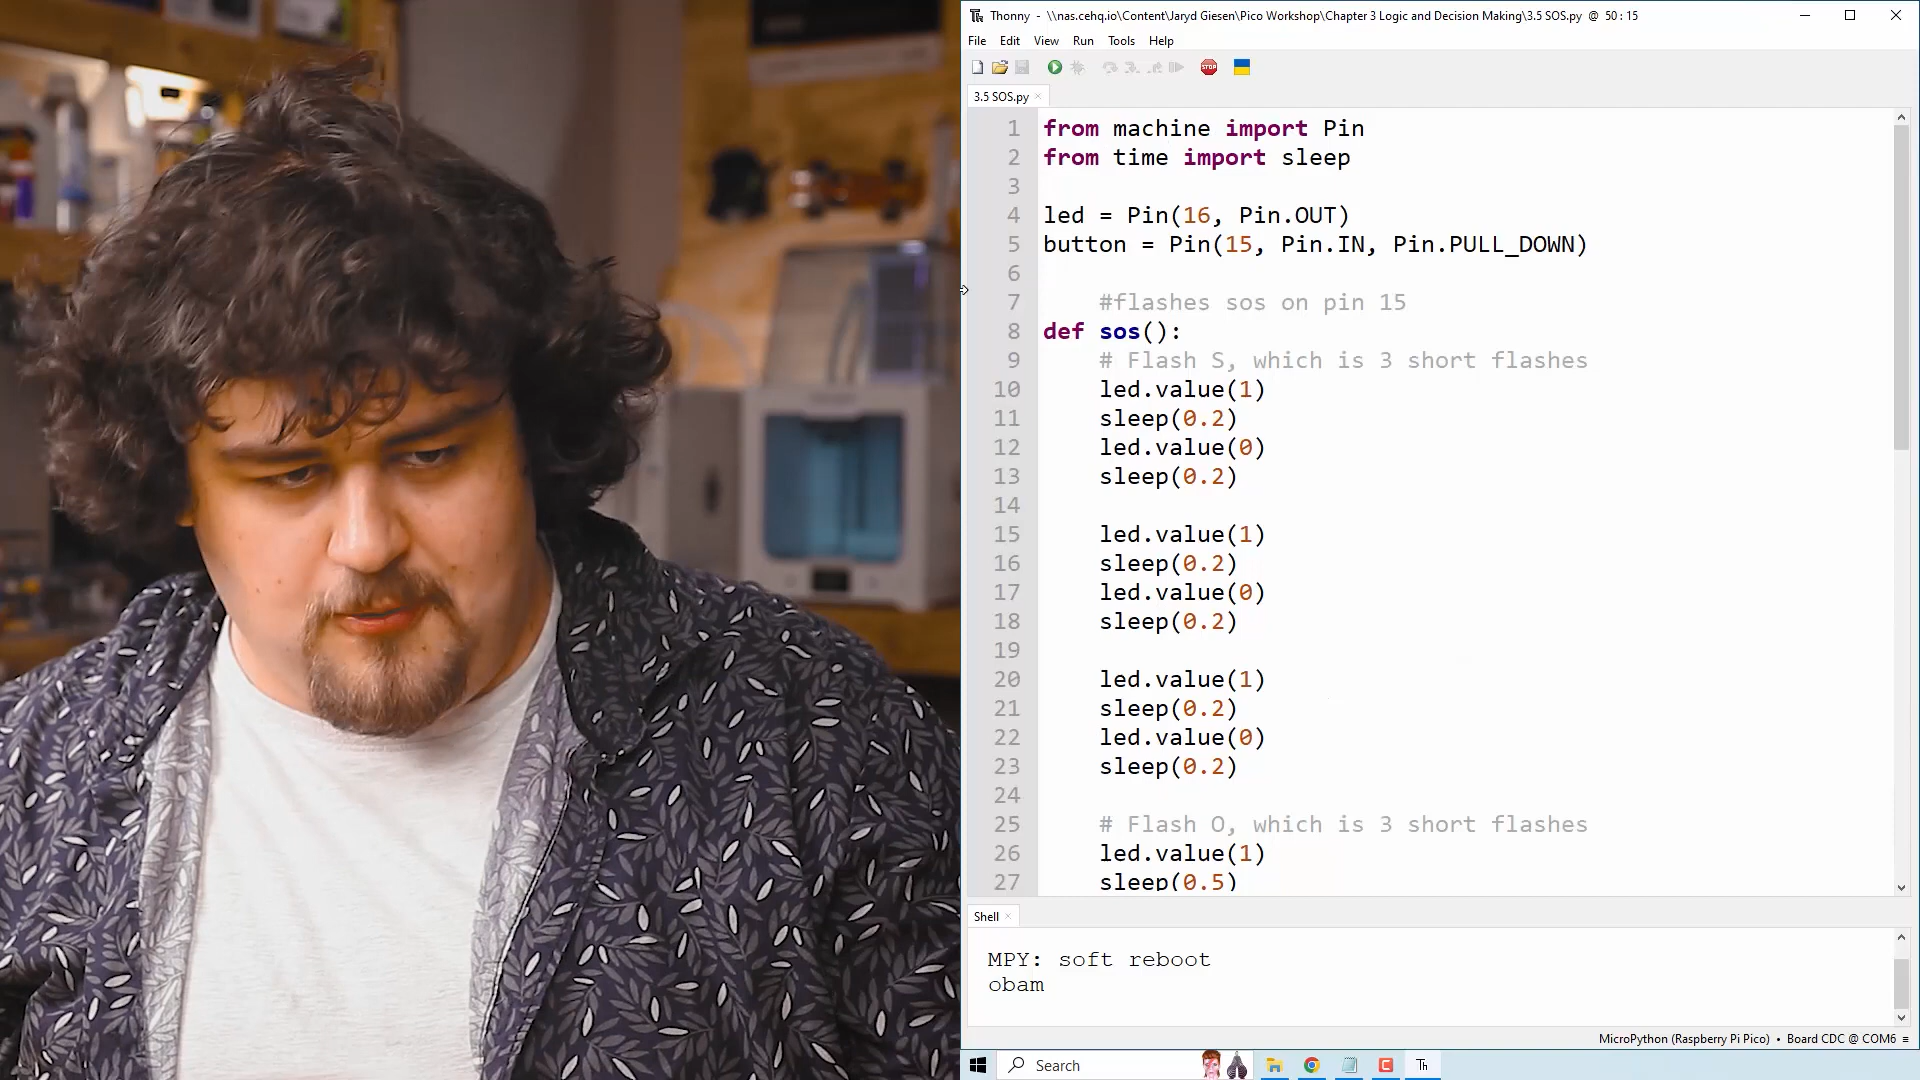 Thonny - \\nas.cehq.io\Content\Jaryd Giesen\Pico Workshop\Chapter 3 Logic and Decision Making\3.5 SOS.py @ 50 : 15
File Edit View Run Tools Help
STOP
3.5 SOS.py
1 from machine import Pin
2 from time import sleep
3
4 led = Pin(16, Pin.OUT)
5 button = Pin(15, Pin.IN, Pin.PULL_DOWN)
6
7 #flashes sos on pin 15
8 def sos():
9 # Flash S, which is 3 short flashes
10 led.value(1)
11 sleep(0.2)
12 led.value(0)
13 sleep(0.2)
14
15 led.value(1)
16 sleep(0.2)
17 led.value(0)
18 sleep(0.2)
19
20 led.value(1)
21 sleep(0.2)
22 led.value(0)
23 sleep(0.2)
24
25 # Flash O, which is 3 short flashes
26 led.value(1)
27 sleep(0.5)
Shell
MPY: soft reboot
obam
MicroPython (Raspberry Pi Pico) • Board CDC @ COM6 ≡
Search
Th